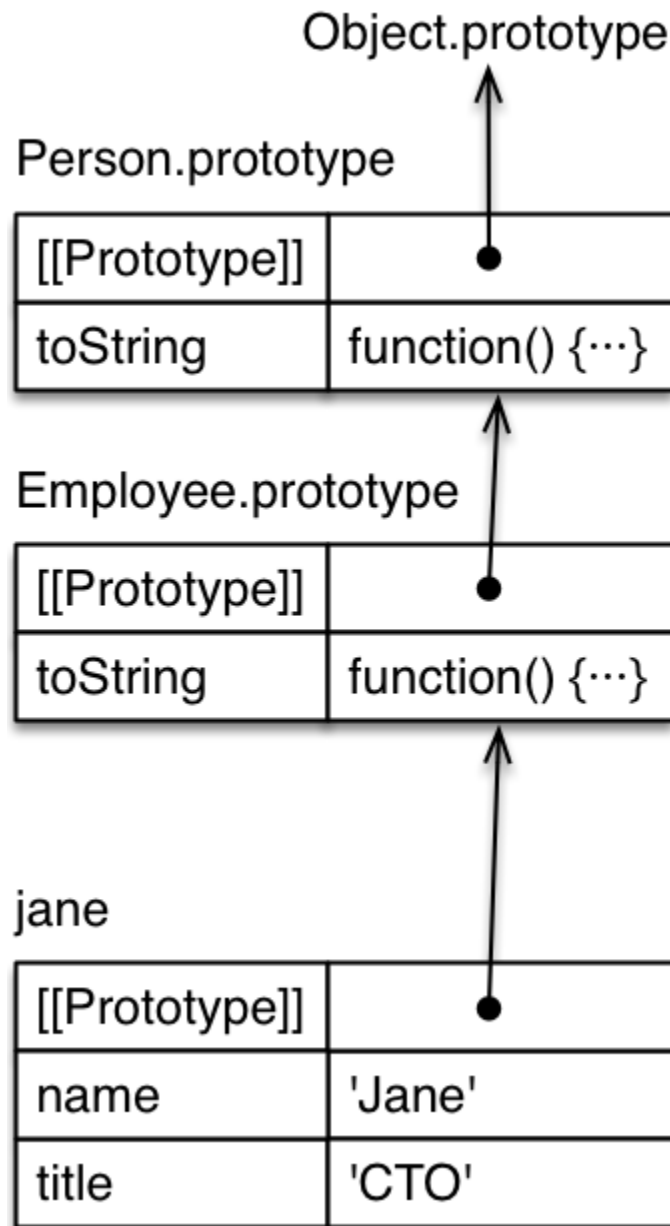 Object.prototype
Person.prototype
[[Prototype]]
toString function() {···}
Employee.prototype
[[Prototype]]
toString function() {···}
jane
[[Prototype]]
name 'Jane'
title 'CTO'